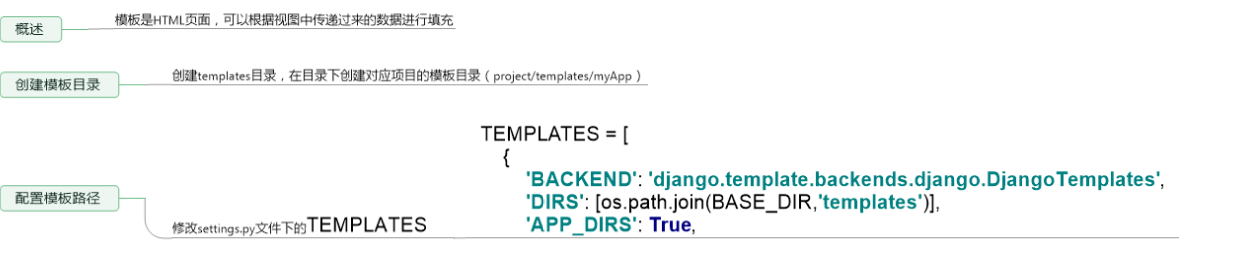 概述
模板是HTML页面，可以根据视图中传递过来的数据进行填充
创建模板目录
创建templates目录，在目录下创建对应项目的模板目录（project/templates/myApp）
配置模板路径
修改settings.py文件下的TEMPLATES
TEMPLATES = [
{
'BACKEND': 'django.template.backends.django.DjangoTemplates',
'DIRS': [os.path.join(BASE_DIR,'templates')],
'APP_DIRS': True,